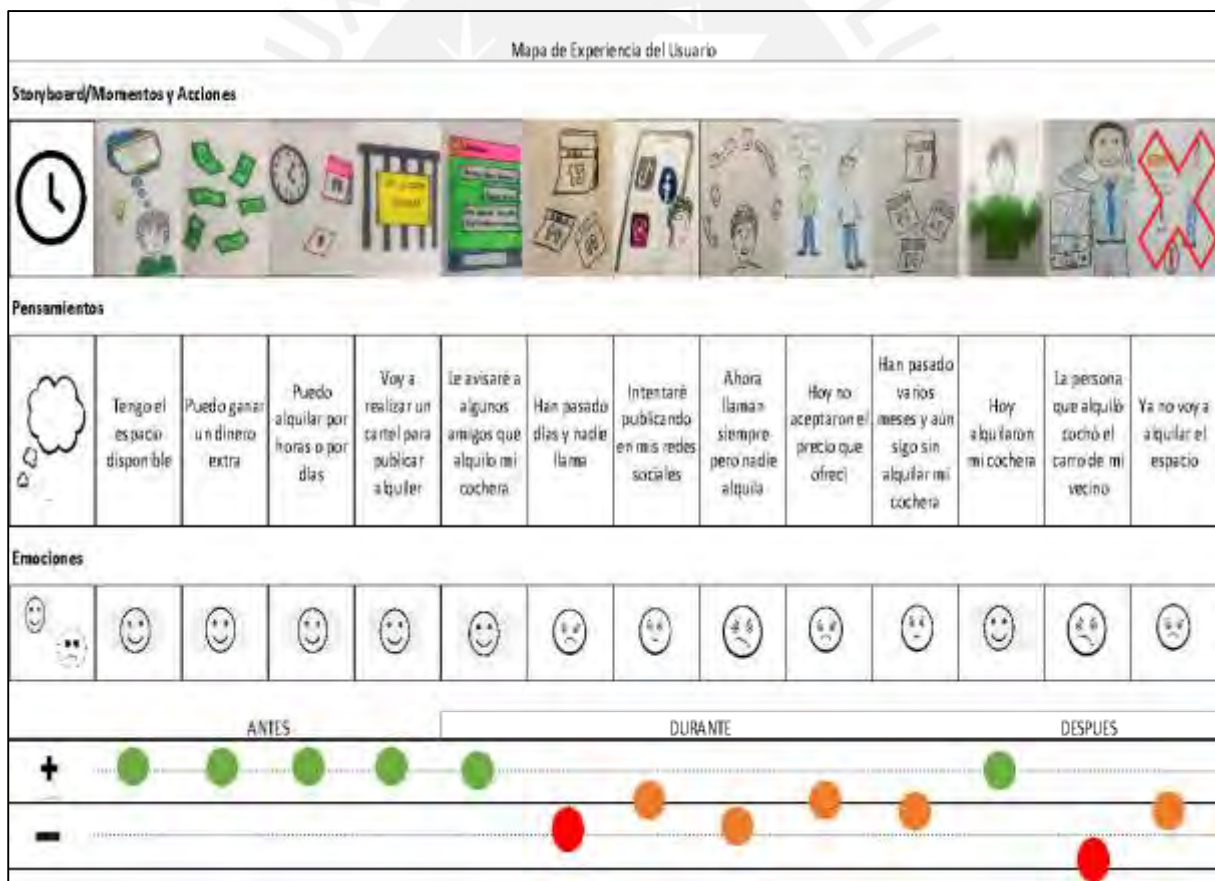 Mapa de Experiencia del Usuario
Storyboard/Momentos y Acciones
Pensamientos
Tengo el
espacio
disponible
Puedo ganar
un dinero
extra
Puedo
alquilar por
horas o por
días
Voy a
realizar un
cartel para
publicar
alquiler
Le avisaré a
algunos
amigos que
alquilo mi
cochera
Han pasado
días y nadie
llama
Intentaré
publicando
en mis redes
sociales
Ahora
llaman
siempre
pero nadie
alquila
Hoy no
aceptaron el
precio que
ofrecí
Han pasado
varios
meses y aún
sigo sin
alquilar mi
cochera
Hoy
alquilaron
mi cochera
La persona
que alquiló
cochó el
carro de mi
vecino
Ya no voy a
alquilar el
espacio
Emociones
ANTES
DURANTE
DESPUES
+
-